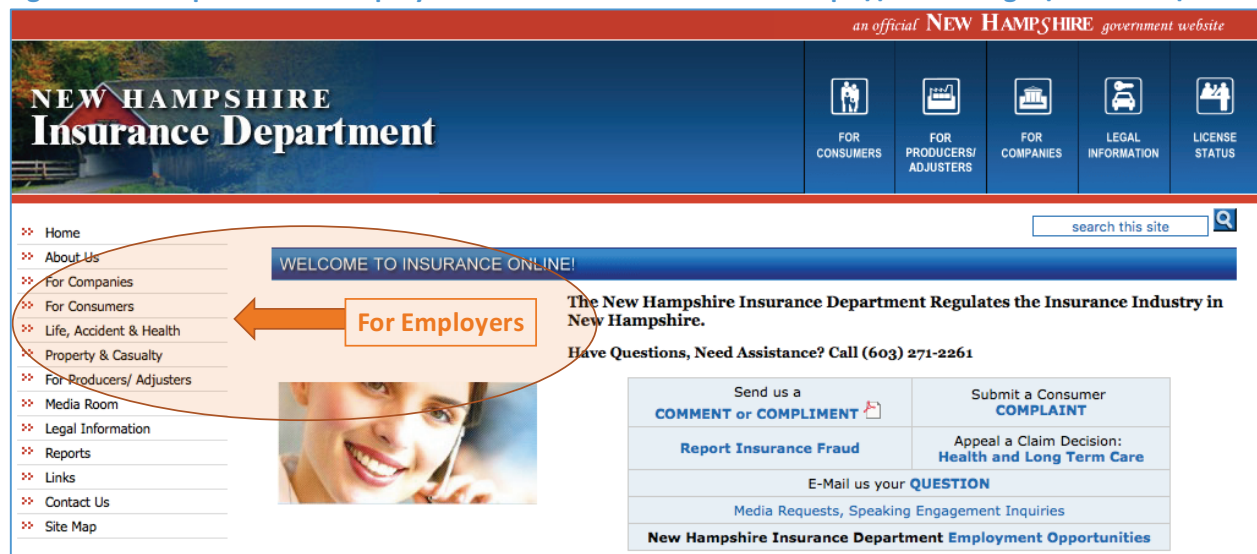 an official NEW HAMPSHIRE government website
NEW HAMPSHIRE
Insurance Department
FOR
CONSUMERS
FOR
PRODUCERS/
ADJUSTERS
FOR
COMPANIES
LEGAL
INFORMATION
LICENSE
STATUS
search this site
Home
About Us
For Companies
For Consumers
Life, Accident & Health
Property & Casualty
For Producers/ Adjusters
Media Room
Legal Information
Reports
Links
Contact Us
Site Map
For Employers
WELCOME TO INSURANCE ONLINE!
The New Hampshire Insurance Department Regulates the Insurance Industry in
New Hampshire.
Have Questions, Need Assistance? Call (603) 271-2261
Send us a
COMMENT or COMPLIMENT
Submit a Consumer
COMPLAINT
Report Insurance Fraud
Appeal a Claim Decision:
Health and Long Term Care
E-Mail us your QUESTION
Media Requests, Speaking Engagement Inquiries
New Hampshire Insurance Department Employment Opportunities